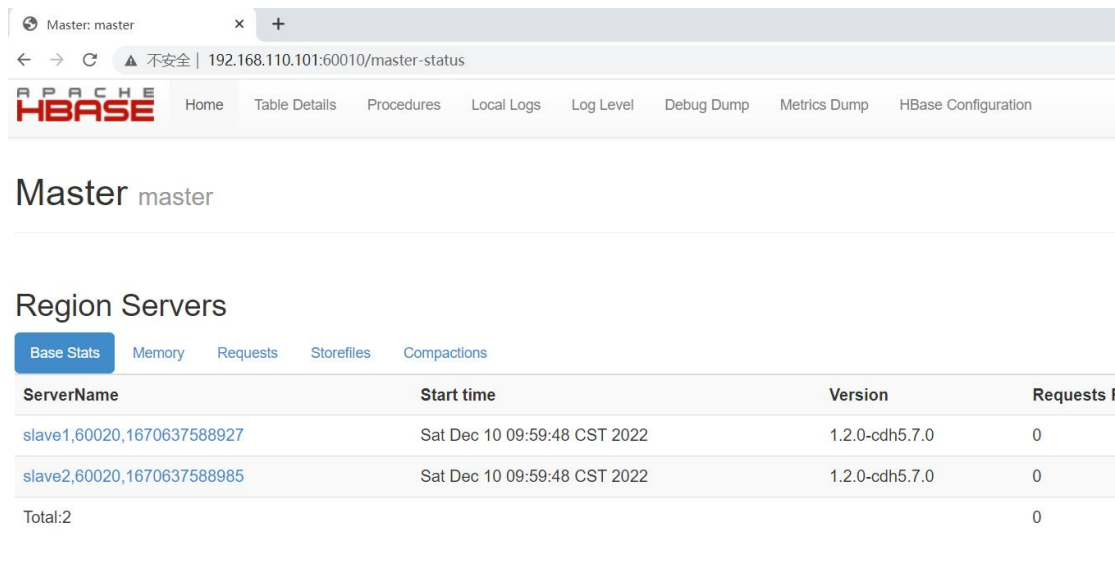 Master: master
不安全 | 192.168.110.101:60010/master-status
APACHE
HBASE
Home Table Details Procedures Local Logs Log Level Debug Dump Metrics Dump HBase Configuration
Master master
Region Servers
Base Stats Memory Requests Storefiles Compactions
ServerName Start time Version Requests
slave1,60020,1670637588927 Sat Dec 10 09:59:48 CST 2022 1.2.0-cdh5.7.0 0
slave2,60020,1670637588985 Sat Dec 10 09:59:48 CST 2022 1.2.0-cdh5.7.0 0
Total:2 0